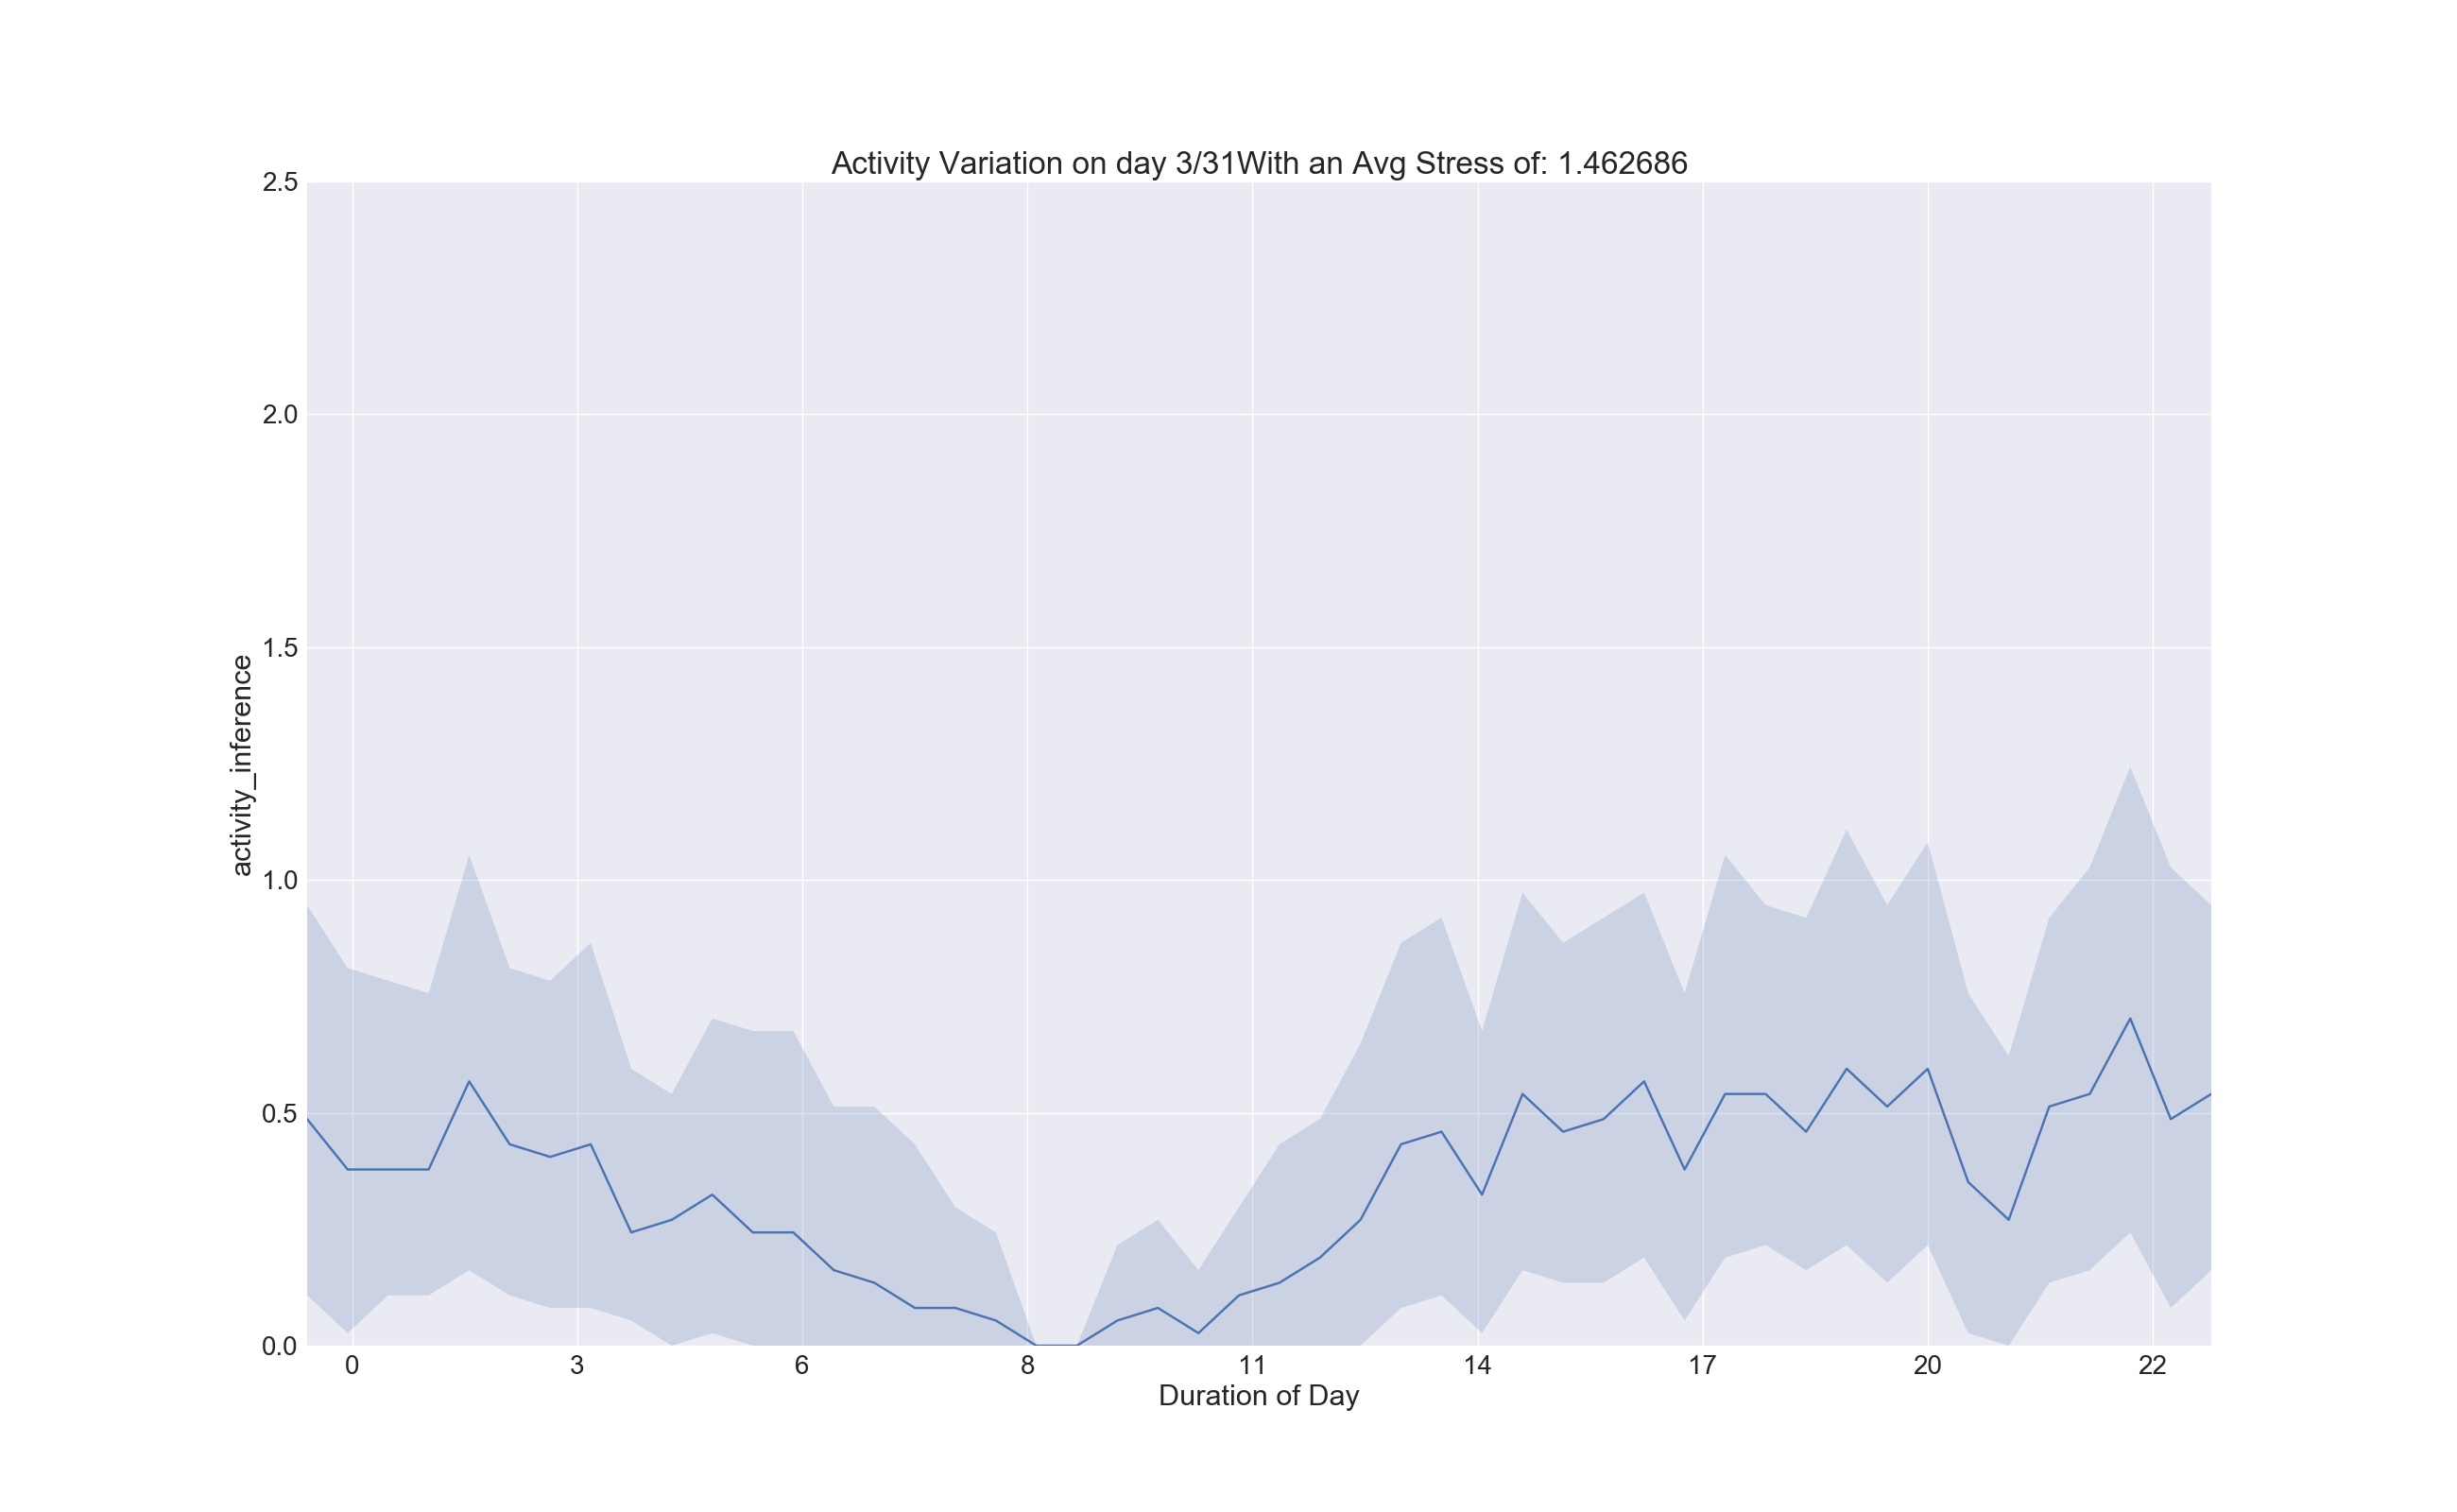 Activity Variation on day 3/31With an Avg Stress of: 1.462686
2.5
2.0
1.5
1.0
0.5
0.0
activity_inference
0 3 6 8 11 14 17 20 22
Duration of Day